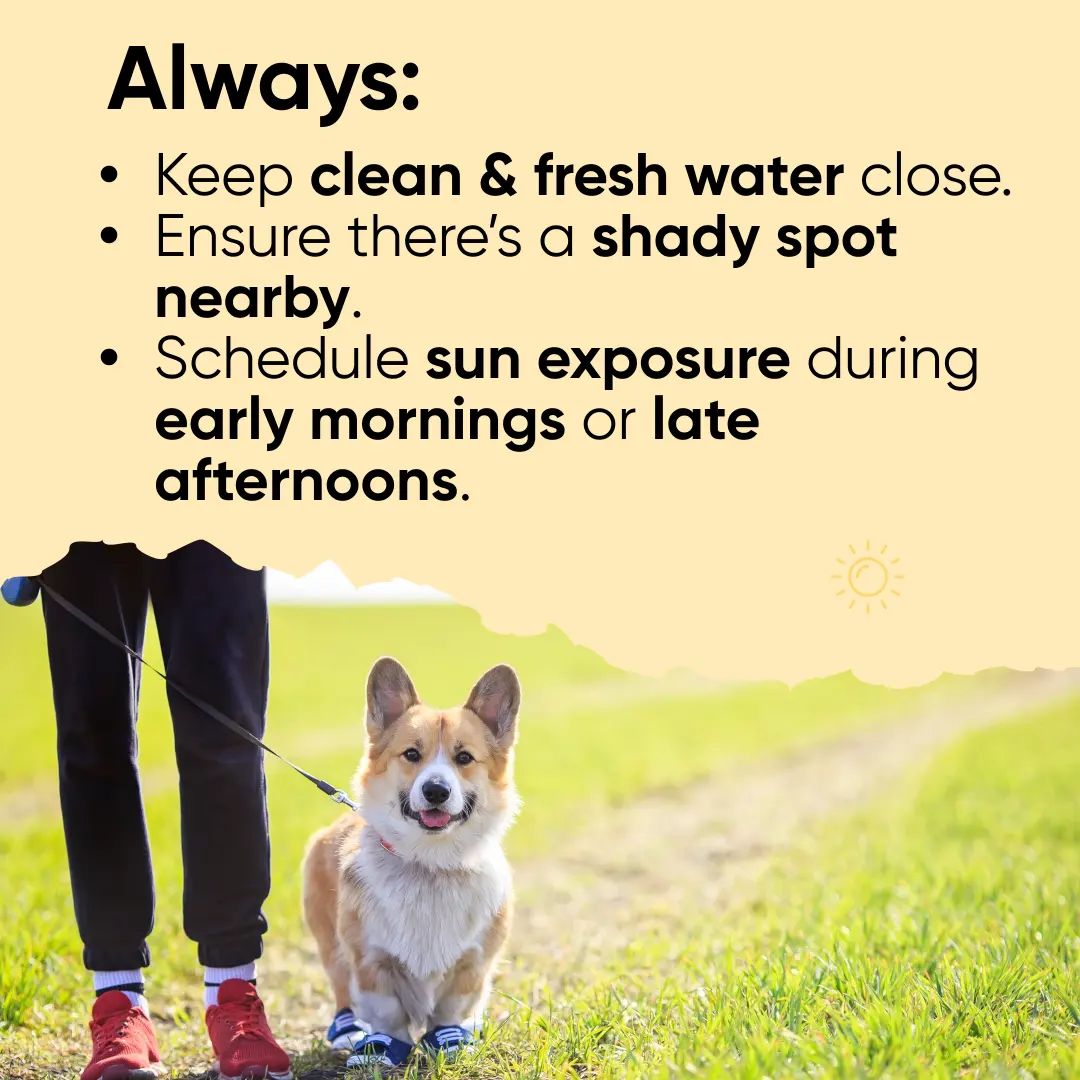 Always:
• Keep clean & fresh water close.
• Ensure there’s a shady spot
nearby.
• Schedule sun exposure during
early mornings or late
afternoons.